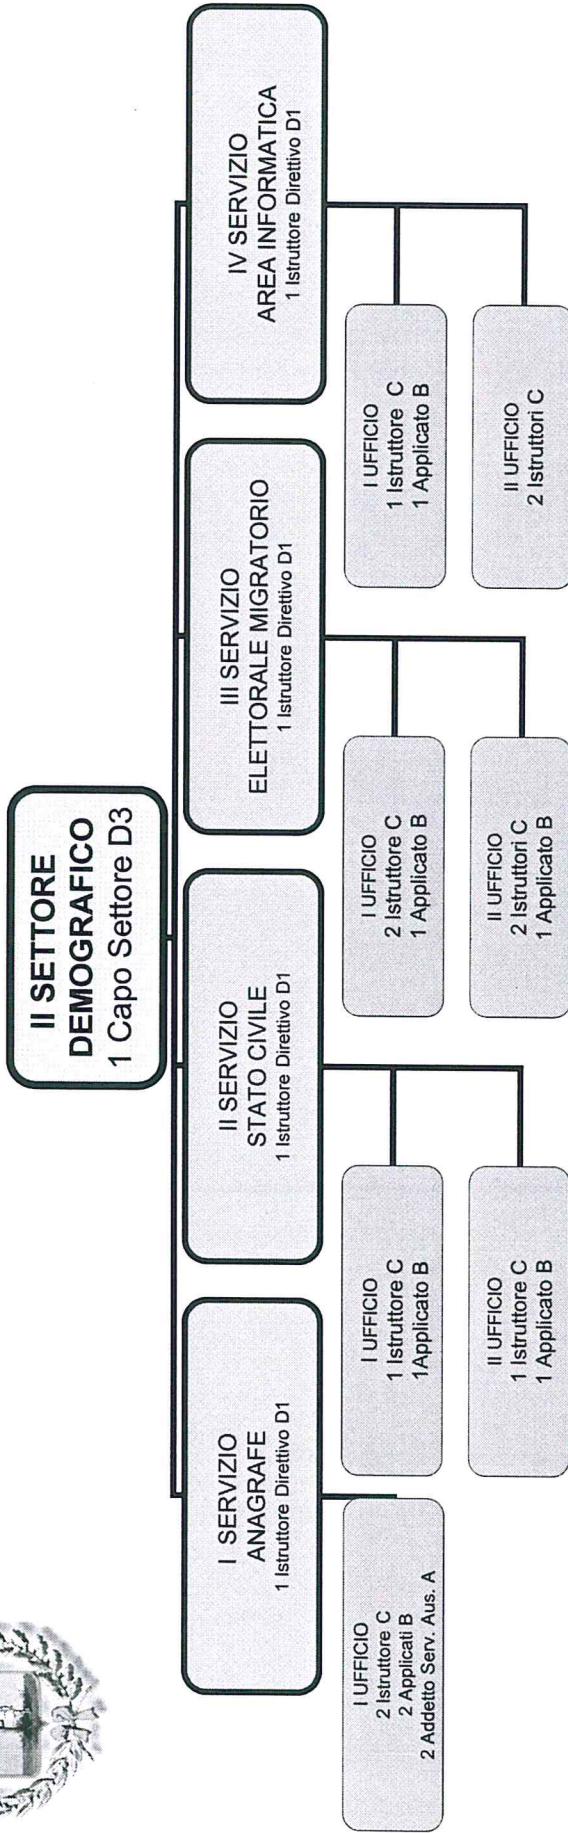 II SETTORE
DEMOGRAFICO
1 Capo Settore D3
I SERVIZIO
ANAGRAFE
1 Istruttore Direttivo D1
I UFFICIO
2 Istruttore C
2 Applicati B
2 Addetto Serv. Aus. A
II SERVIZIO
STATO CIVILE
1 Istruttore Direttivo D1
I UFFICIO
1 Istruttore C
1Applicato B
II UFFICIO
1 Istruttore C
1 Applicato B
III SERVIZIO
ELETTORALE MIGRATORIO
1 Istruttore Direttivo D1
I UFFICIO
2 Istruttore C
1 Applicato B
II UFFICIO
2 Istruttori C
1 Applicato B
IV SERVIZIO
AREA INFORMATICA
1 Istruttore Direttivo D1
I UFFICIO
1 Istruttore C
1 Applicato B
II UFFICIO
2 Istruttori C